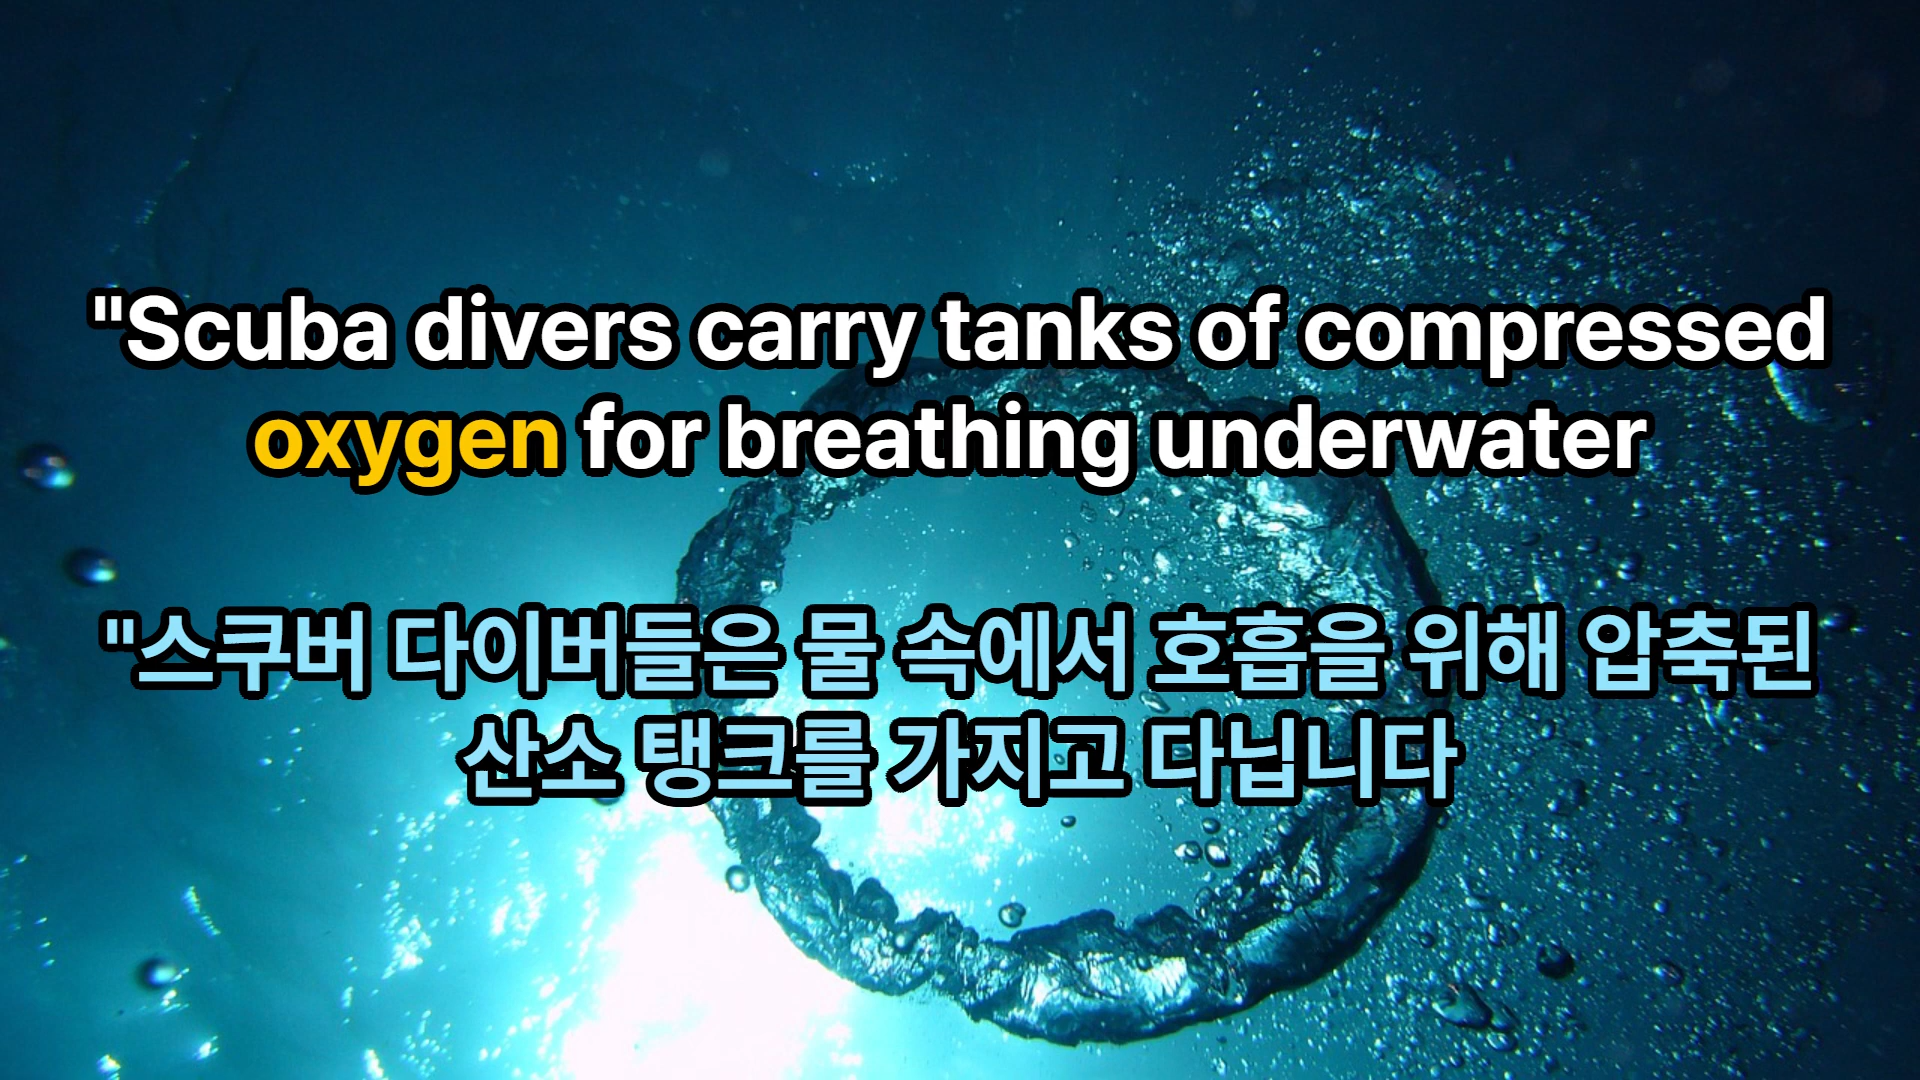 "Scuba divers carry tanks of compressed
oxygen for breathing underwater
"스쿠버 다이버들은 물 속에서 호흡을 위해 압축된
산소 탱크를 가지고 다닙니다